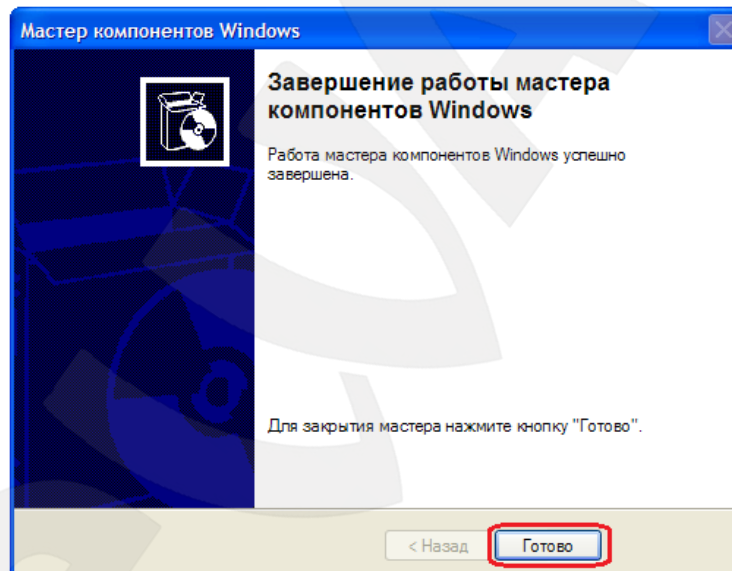 Мастер компонентов Windows
Завершение работы мастера
компонентов Windows
Работа мастера компонентов Windows успешно
завершена.
Для закрытия мастера нажмите кнопку "Готово".
< Назад
Готово